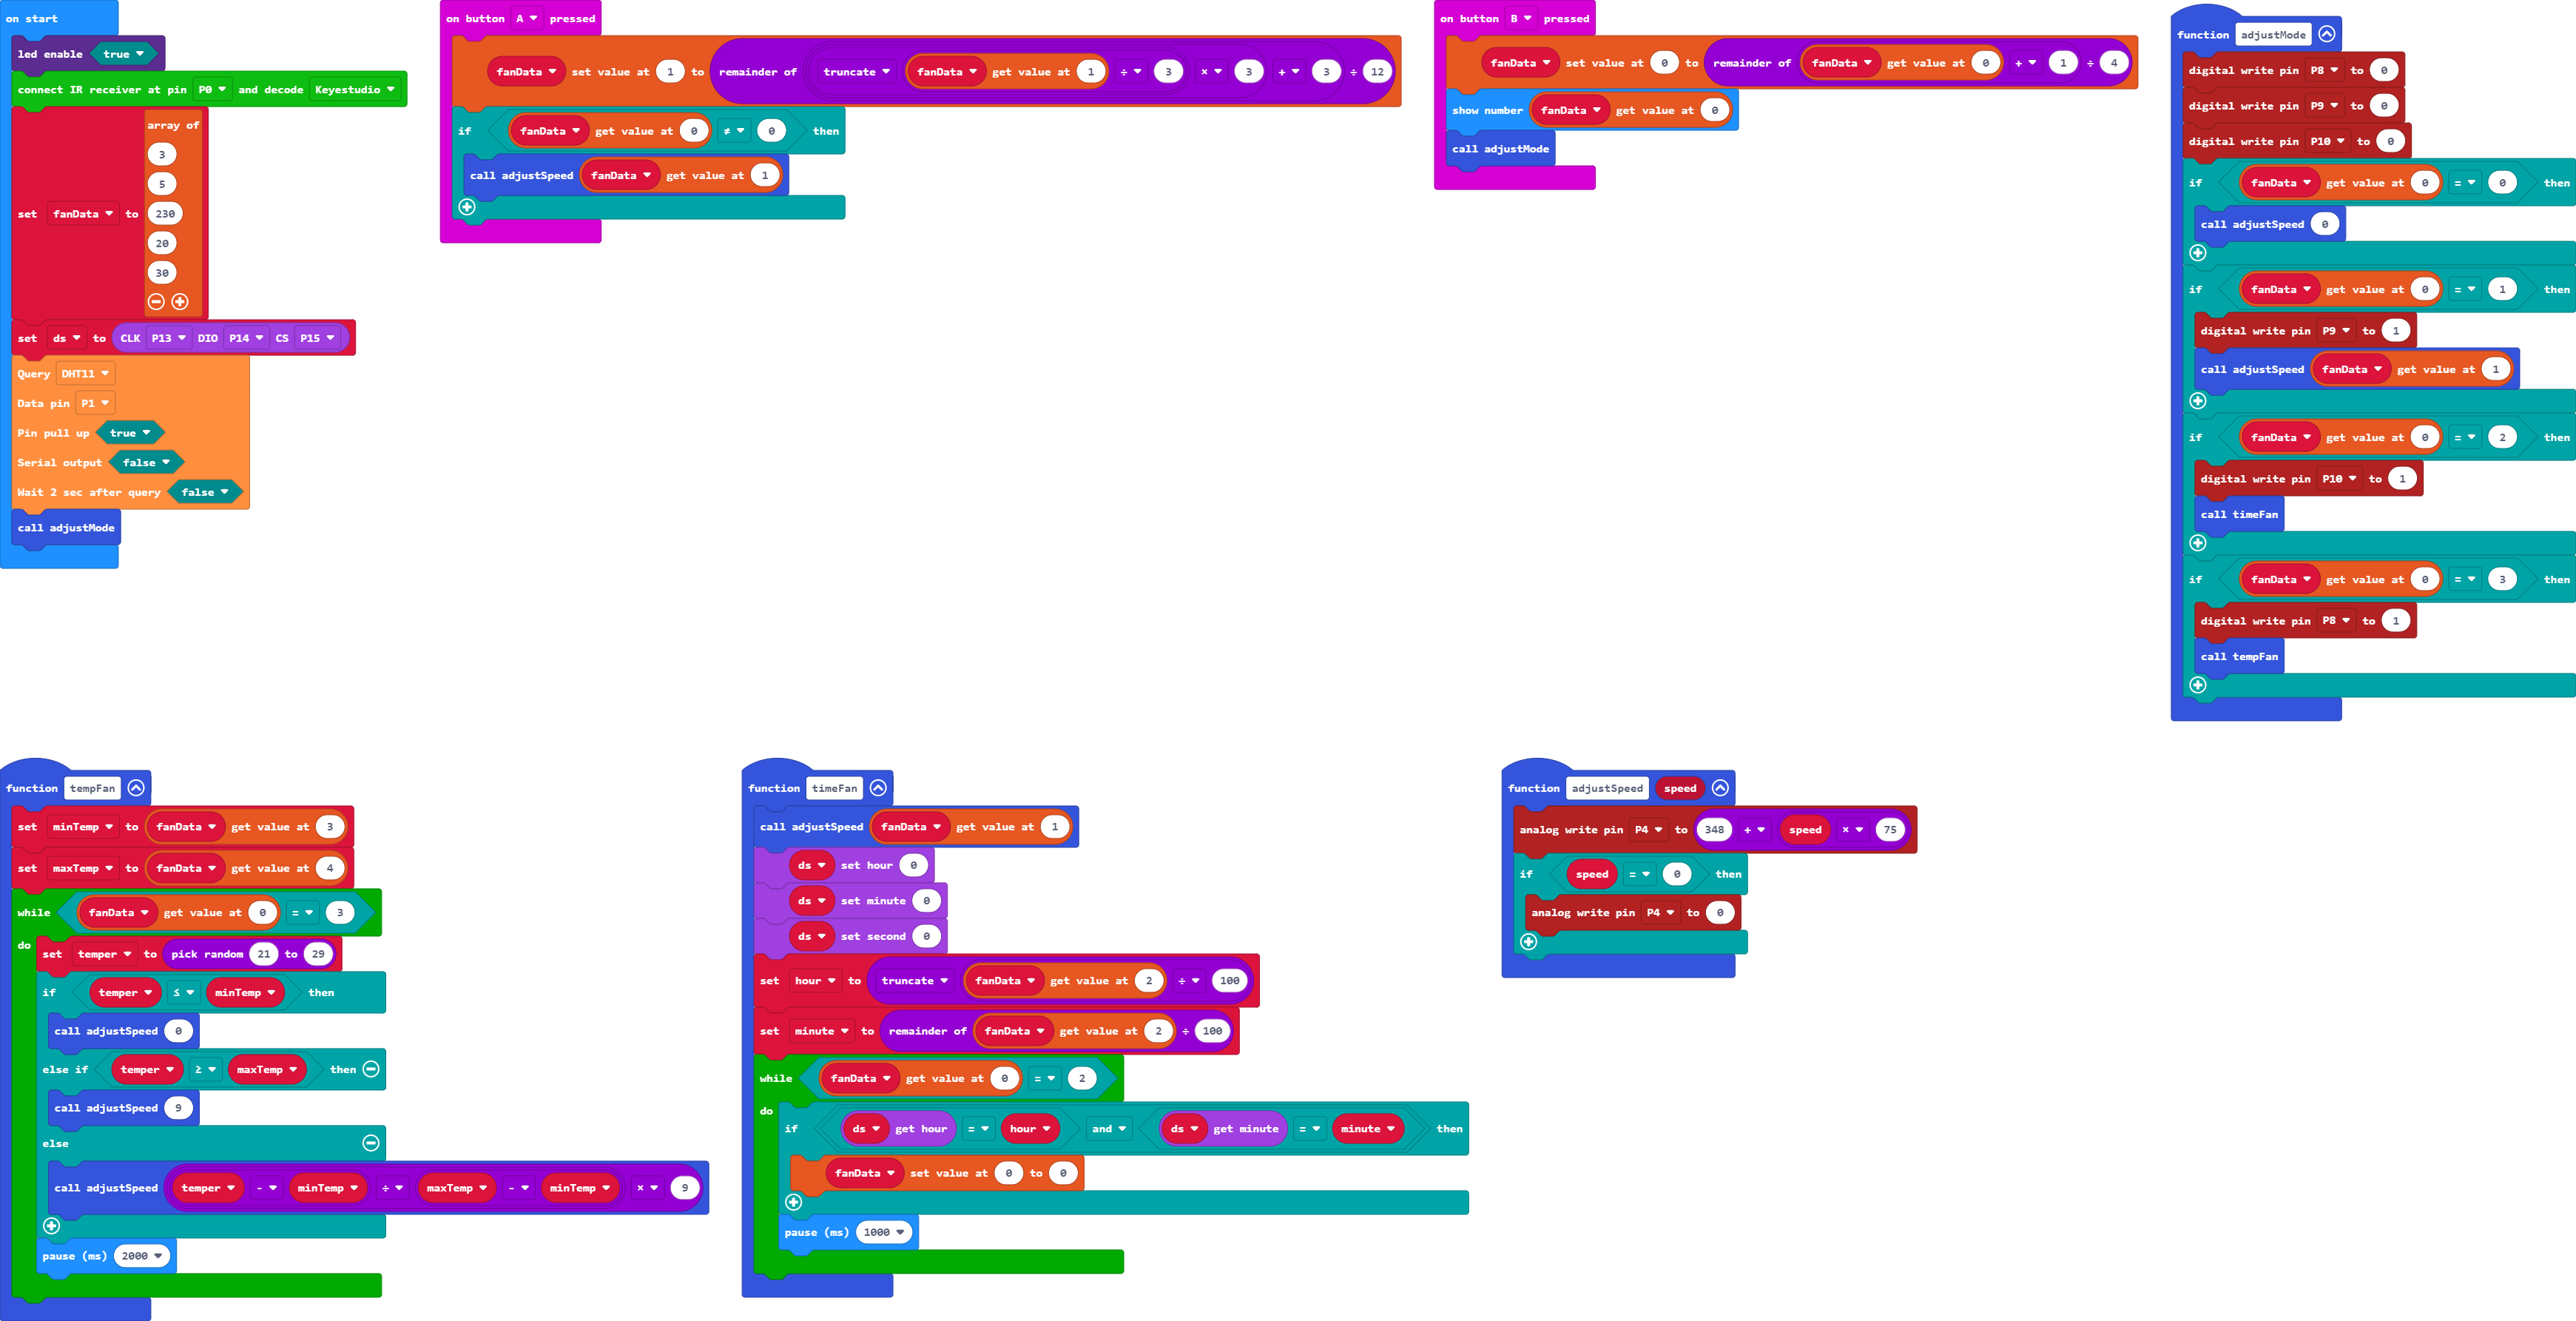 on start
led enable true
connect IR receiver at pin P0 and decode Keyestudio
set fanData to array of
3
5
230
20
30
set ds to CLK P13 DIO P14 CS P15
Query DHT11
Data pin P1
Pin pull up true
Serial output false
Wait 2 sec after query false
call adjustMode
on button A pressed
fanData set value at 1 to remainder of truncate fanData get value at 1 ÷ 3 × 3 + 3 ÷ 12
if fanData get value at 0 ≠ 0 then
call adjustSpeed fanData get value at 1
on button B pressed
fanData set value at 0 to remainder of fanData get value at 0 + 1 ÷ 4
show number fanData get value at 0
call adjustMode
function adjustMode
digital write pin P8 to 0
digital write pin P9 to 0
digital write pin P10 to 0
if fanData get value at 0 = 0 then
call adjustSpeed 0
if fanData get value at 0 = 1 then
digital write pin P9 to 1
call adjustSpeed fanData get value at 1
if fanData get value at 0 = 2 then
digital write pin P10 to 1
call timeFan
if fanData get value at 0 = 3 then
digital write pin P8 to 1
call tempFan
function tempFan
set minTemp to fanData get value at 3
set maxTemp to fanData get value at 4
while fanData get value at 0 = 3
do set temper to pick random 21 to 29
if temper ≤ minTemp then
call adjustSpeed 0
else if temper ≥ maxTemp then
call adjustSpeed 9
else
call adjustSpeed temper - minTemp ÷ maxTemp - minTemp × 9
pause (ms) 2000
function timeFan
call adjustSpeed fanData get value at 1
ds set hour 0
ds set minute 0
ds set second 0
set hour to truncate fanData get value at 2 ÷ 100
set minute to remainder of fanData get value at 2 ÷ 100
while fanData get value at 0 = 2
do
if ds get hour = hour and ds get minute = minute then
fanData set value at 0 to 0
pause (ms) 1000
function adjustSpeed speed
analog write pin P4 to 348 + speed × 75
if speed = 0 then
analog write pin P4 to 0